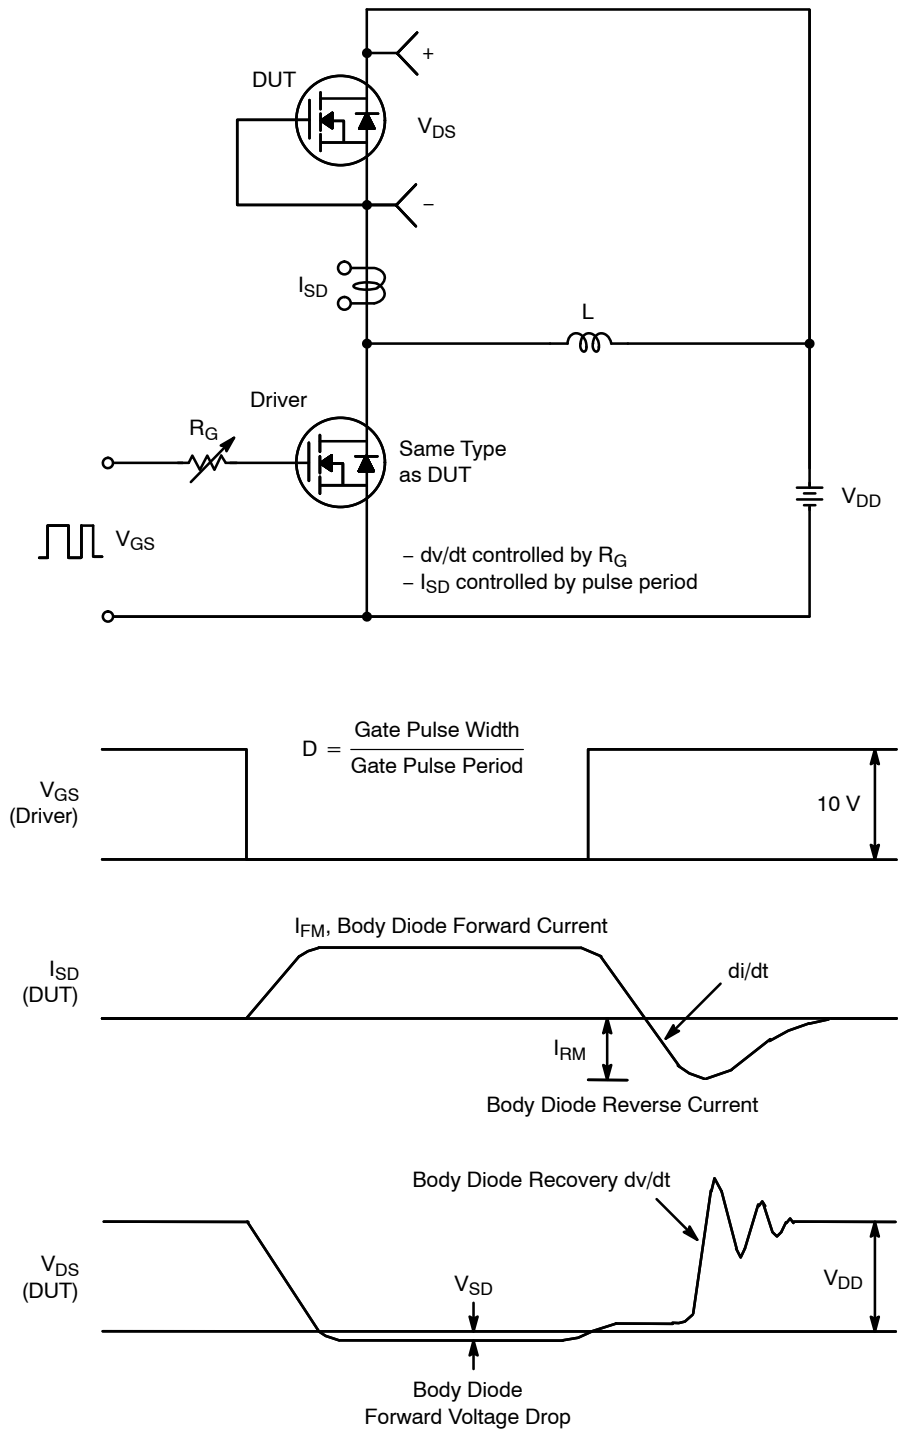 DUT
+
V_DS
−
I_SD
L
Driver
R_G
Same Type
as DUT
V_DD
V_GS
− dv/dt controlled by R_G
− I_SD controlled by pulse period
D = Gate Pulse Width
Gate Pulse Period
V_GS
(Driver)
10 V
I_FM, Body Diode Forward Current
I_SD
(DUT)
di/dt
I_RM
Body Diode Reverse Current
Body Diode Recovery dv/dt
V_DS
(DUT)
V_SD
V_DD
Body Diode
Forward Voltage Drop